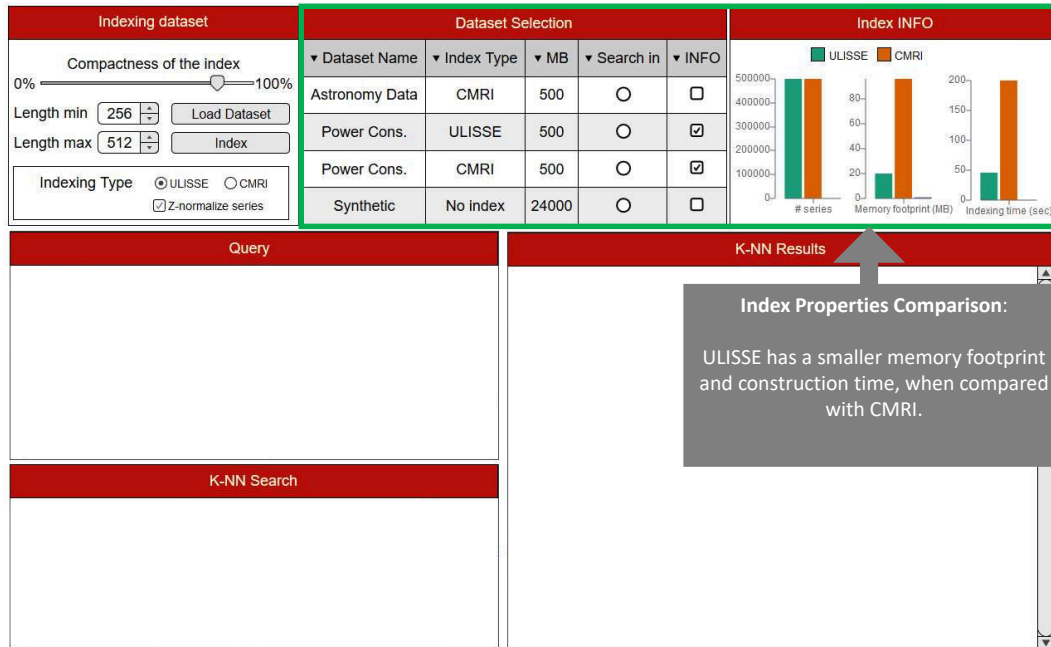 Indexing dataset
Compactness of the index
0% 100%
Length min 256 Load Dataset
Length max 512 Index
Indexing Type ULISSE CMRI
Z-normalize series
Dataset Selection
Dataset Name Index Type MB Search in INFO
Astronomy Data CMRI 500
Power Cons. ULISSE 500
Power Cons. CMRI 500
Synthetic No index 24000
Index INFO
ULISSE CMRI
500000
400000
300000
200000
100000
0
# series
80
60
40
20
0
Memory footprint (MB)
200
150
100
50
0
Indexing time (sec)
Query
K-NN Results
Index Properties Comparison:
ULISSE has a smaller memory footprint
and construction time, when compared
with CMRI.
K-NN Search